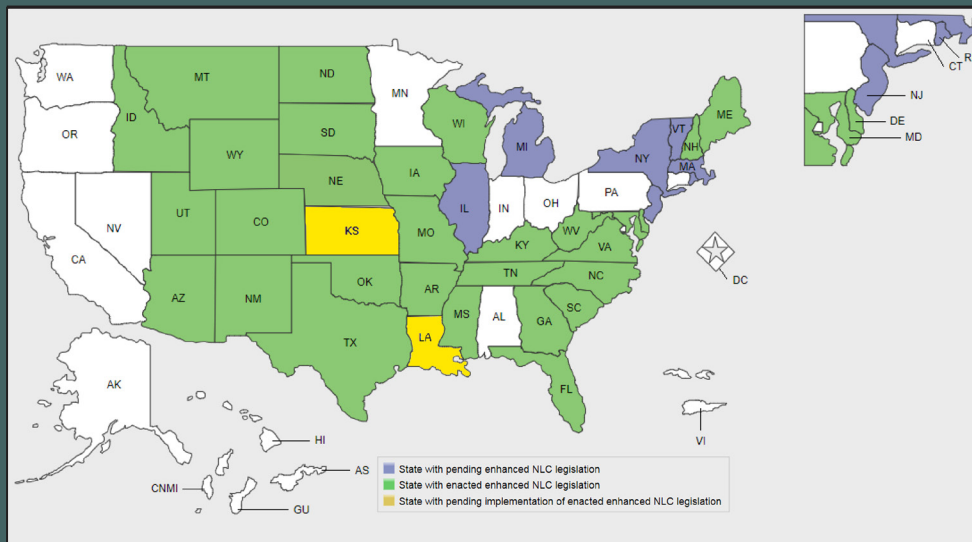 WA
MT
ND
MN
OR
ID
SD
WI
WY
MI
VT
NH
ME
NY
MA
NE
IA
PA
NV
UT
CO
KS
MO
IL
IN
OH
WV
KY
VA
CA
AZ
NM
OK
AR
TN
NC
SC
MS
AL
GA
TX
LA
FL
AK
HI
AS
CNMI
GU
VI
DC
CT
NJ
DE
MD
State with pending enhanced NLC legislation
State with enacted enhanced NLC legislation
State with pending implementation of enacted enhanced NLC legislation